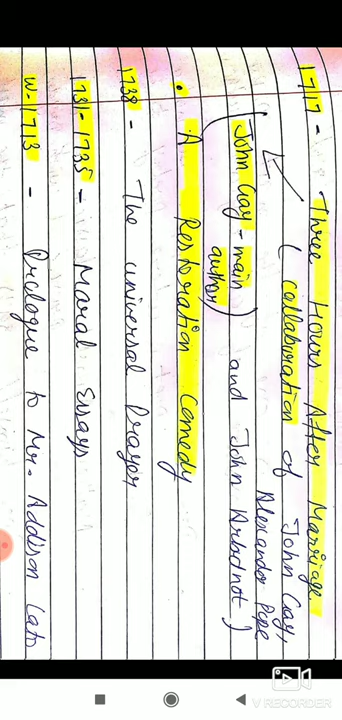 1717 - Three Hours After Marriage
( collaboration of John Gay,
Alexander Pope
(John Gay - main author) and John Arbutnot )
• A Restoration Comedy
1738 - The universal Prayer
1731-1735 - Moral Essays
W-1713 - Prologue to Mr. Addison Cato
V RECORDER